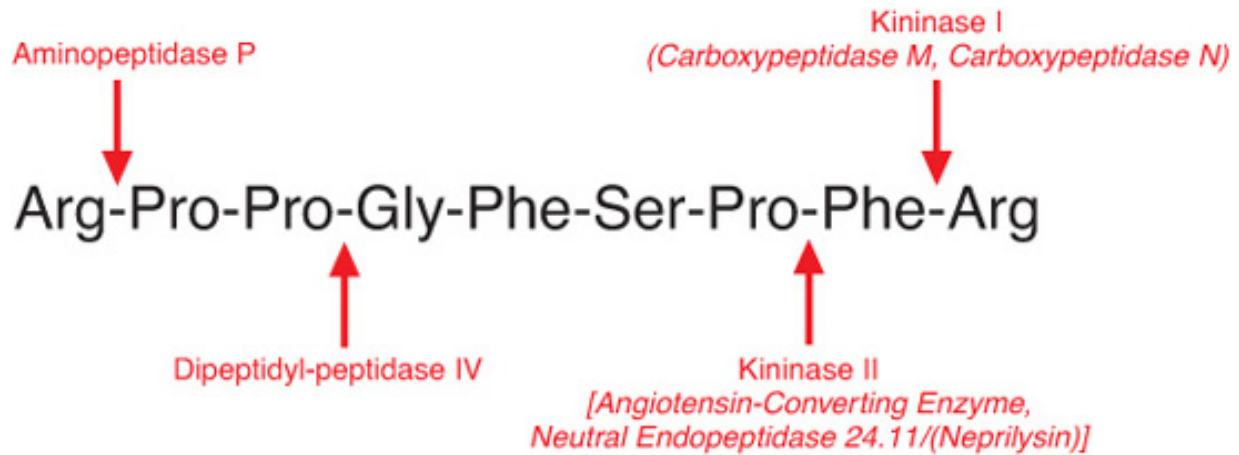 Kininase I
Aminopeptidase P
(Carboxypeptidase M, Carboxypeptidase N)
Arg-Pro-Pro-Gly-Phe-Ser-Pro-Phe-Arg
Dipeptidyl-peptidase IV
Kininase II
[Angiotensin-Converting Enzyme,
Neutral Endopeptidase 24.11/(Neprilysin)]